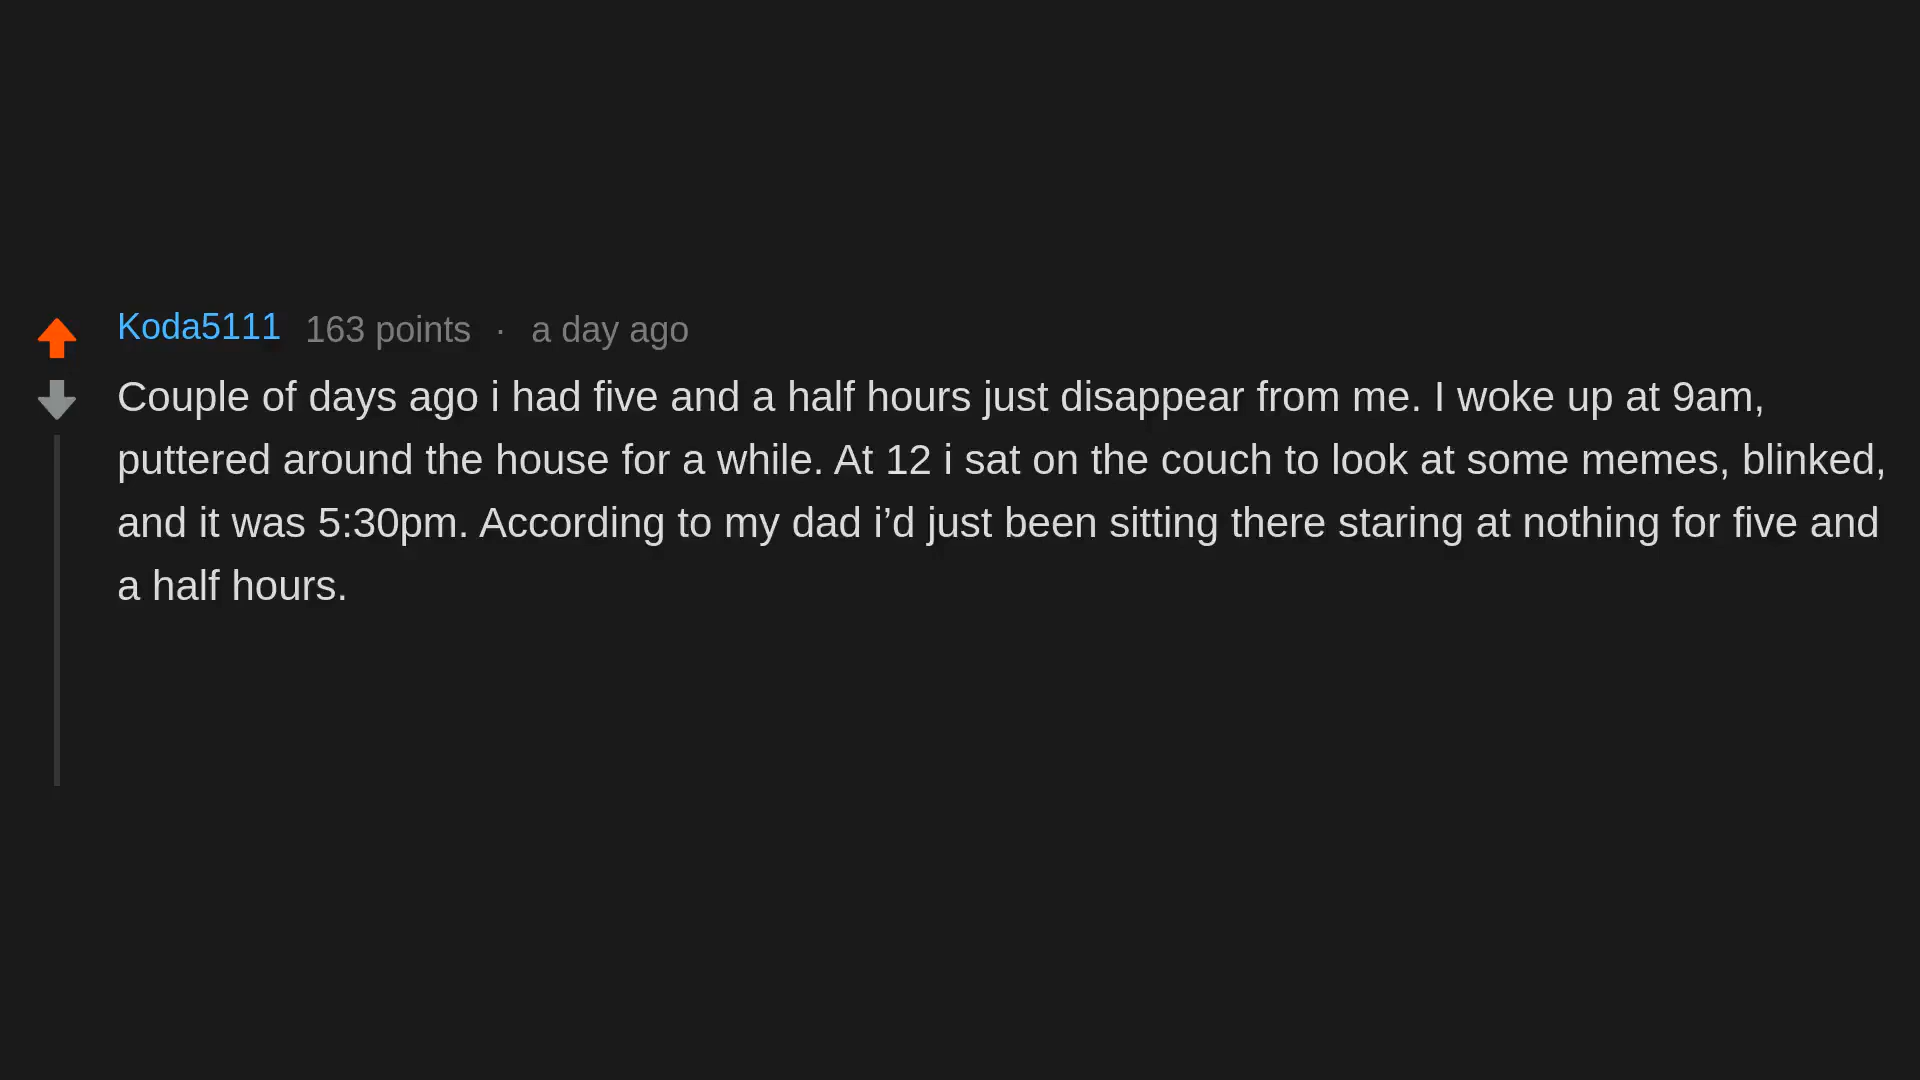 Koda5111 163 points · a day ago
Couple of days ago i had five and a half hours just disappear from me. I woke up at 9am,
puttered around the house for a while. At 12 i sat on the couch to look at some memes, blinked,
and it was 5:30pm. According to my dad i’d just been sitting there staring at nothing for five and
a half hours.